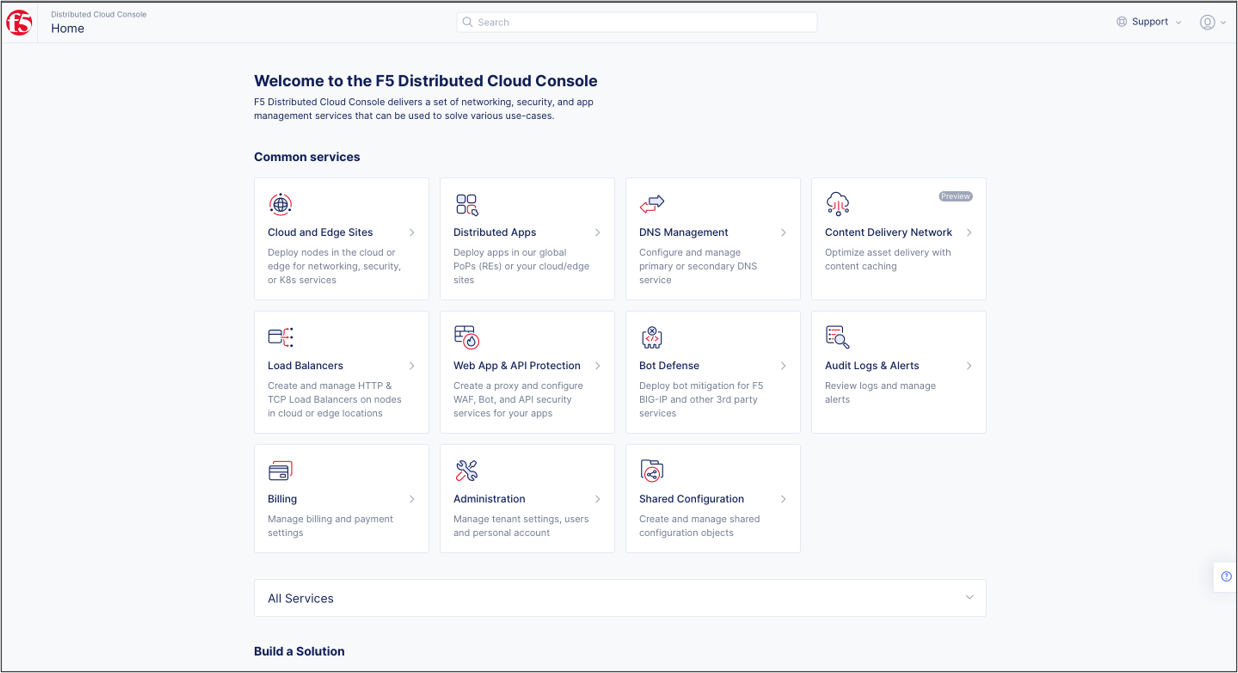 f5
Distributed Cloud Console
Home
Search
Support
Welcome to the F5 Distributed Cloud Console
F5 Distributed Cloud Console delivers a set of networking, security, and app
management services that can be used to solve various use-cases.
Common services
Cloud and Edge Sites
Deploy nodes in the cloud or
edge for networking, security,
or K8s services
Distributed Apps
Deploy apps in our global
PoPs (REs) or your cloud/edge
sites
DNS Management
Configure and manage
primary or secondary DNS
service
Preview
Content Delivery Network
Optimize asset delivery with
content caching
Load Balancers
Create and manage HTTP &
TCP Load Balancers on nodes
in cloud or edge locations
Web App & API Protection
Create a proxy and configure
WAF, Bot, and API security
services for your apps
Bot Defense
Deploy bot mitigation for F5
BIG-IP and other 3rd party
services
Audit Logs & Alerts
Review logs and manage
alerts
Billing
Manage billing and payment
settings
Administration
Manage tenant settings, users
and personal account
Shared Configuration
Create and manage shared
configuration objects
All Services
Build a Solution